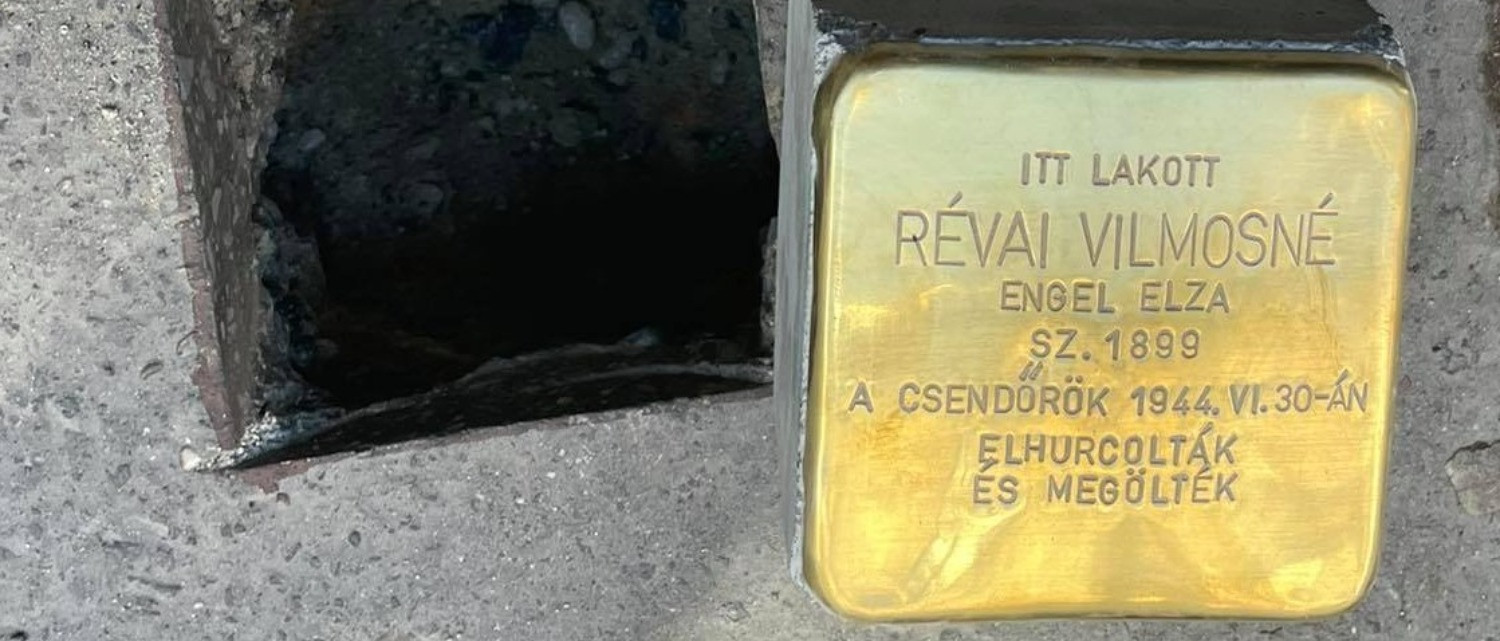 ITT LAKOTT
RÉVAI VILMOSNÉ
ENGEL ELZA
SZ. 1899
A CSENDŐRÖK 1944. VI. 30-ÁN
ELHURCOLTÁK
ÉS MEGÖLTÉK